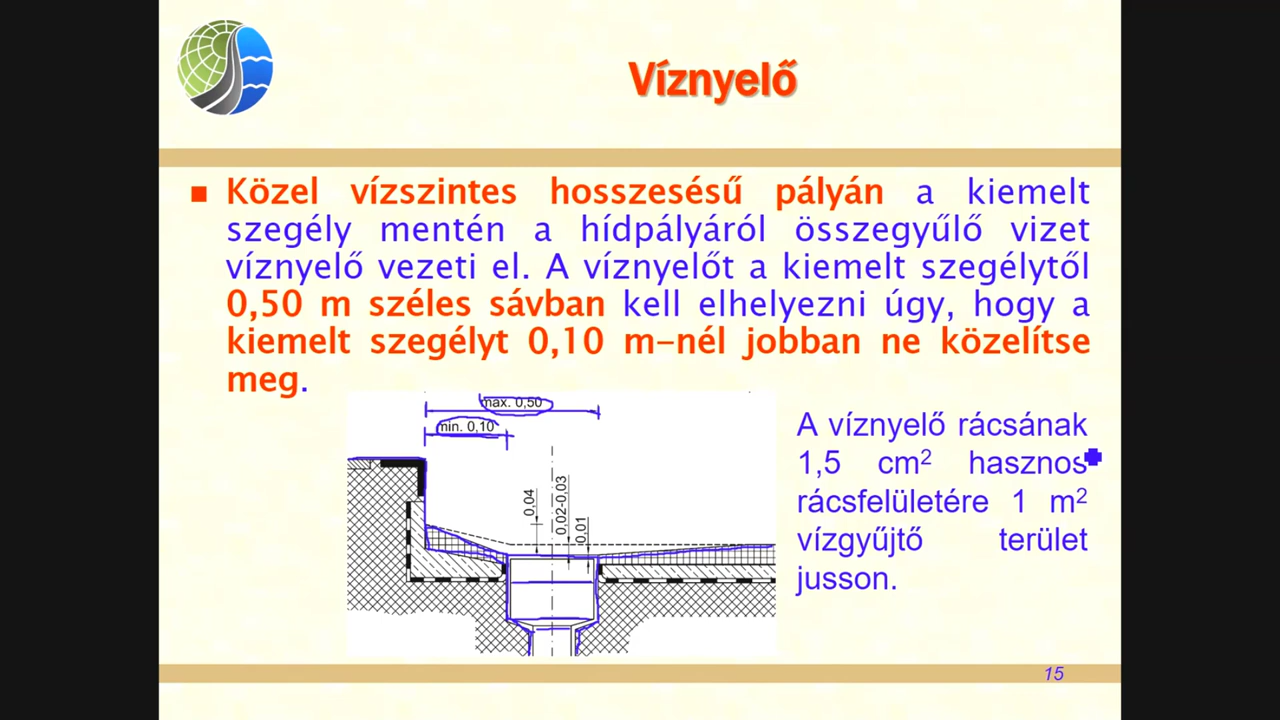 Víznyelő
Közel vízszintes hosszesésű pályán a kiemelt
szegély mentén a hídpályáról összegyűlő vizet
víznyelő vezeti el. A víznyelőt a kiemelt szegélytől
0,50 m széles sávban kell elhelyezni úgy, hogy a
kiemelt szegélyt 0,10 m-nél jobban ne közelítse
meg.
max. 0,50
min. 0,10
0,04
0,02-0,03
0,01
A víznyelő rácsának
1,5 cm² hasznos
rácsfelületére 1 m²
vízgyűjtő terület
jusson.
15